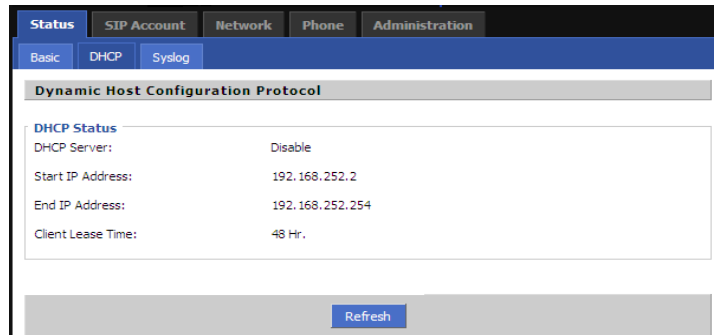 Status SIP Account Network Phone Administration
Basic DHCP Syslog
Dynamic Host Configuration Protocol
DHCP Status
DHCP Server: Disable
Start IP Address: 192.168.252.2
End IP Address: 192.168.252.254
Client Lease Time: 48 Hr.
Refresh